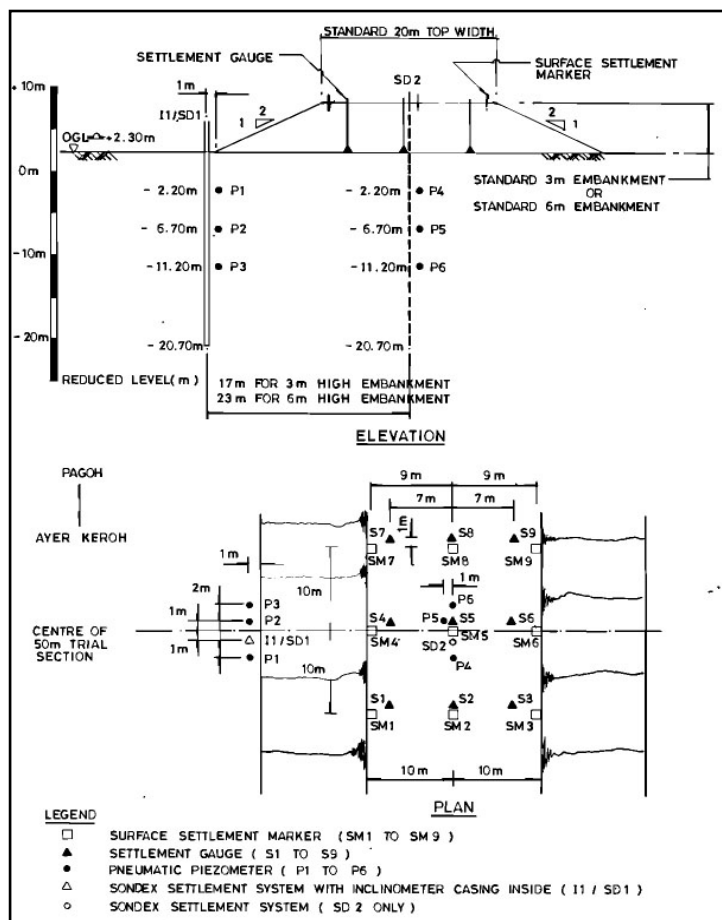 STANDARD 20m TOP WIDTH
SETTLEMENT GAUGE
SURFACE SETTLEMENT
MARKER
SD 2
+10m
1m
I1/SD1
2
1
2
1
OGL +2.30m
0m
STANDARD 3m EMBANKMENT
OR
STANDARD 6m EMBANKMENT
- 2.20m P1
- 2.20m P4
- 6.70m P2
- 6.70m P5
-10m
-11.20m P3
-11.20m P6
-20m
-20.70m
-20.70m
REDUCED LEVEL(m)
17m FOR 3m HIGH EMBANKMENT
23m FOR 6m HIGH EMBANKMENT
ELEVATION
PAGOH
AYER KEROH
9m 9m
7m 7m
S7 1m S8 S9
SM7 SM8 SM9
1m
1m
2m
10m
P3
P6
1m
P2
S4 P5 S5 S6
CENTRE OF
50m TRIAL
SECTION
1m
I1/SD1
SM4 SM5 SM6
SD2
P1
P4
10m
S1 S2 S3
SM1 SM2 SM3
10m 10m
PLAN
LEGEND
□ SURFACE SETTLEMENT MARKER (SM1 TO SM9)
▲ SETTLEMENT GAUGE ( S1 TO S9 )
● PNEUMATIC PIEZOMETER ( P1 TO P6 )
△ SONDEX SETTLEMENT SYSTEM WITH INCLINOMETER CASING INSIDE ( I1 / SD1 )
○ SONDEX SETTLEMENT SYSTEM ( SD 2 ONLY )